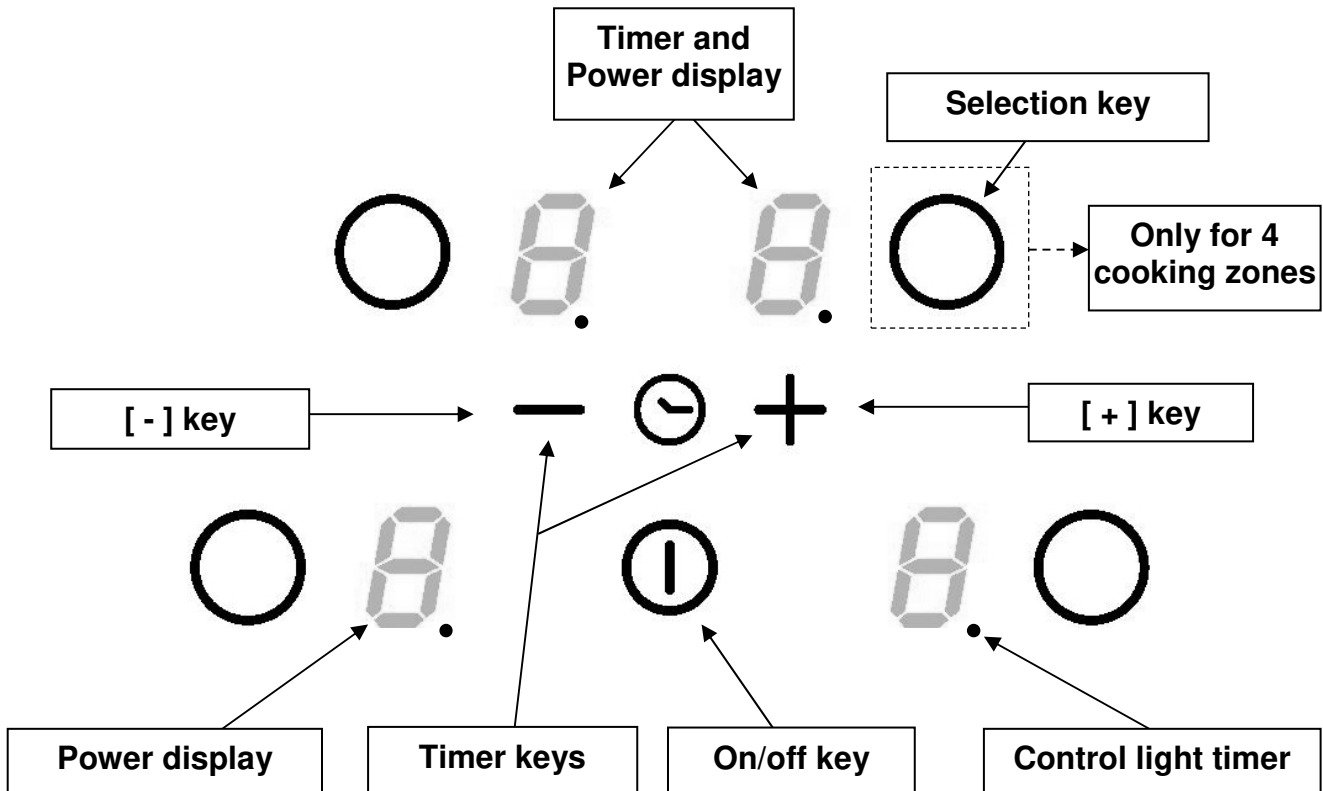 Timer and
Power display
Selection key
Only for 4
cooking zones
[ - ] key
[ + ] key
Power display
Timer keys
On/off key
Control light timer